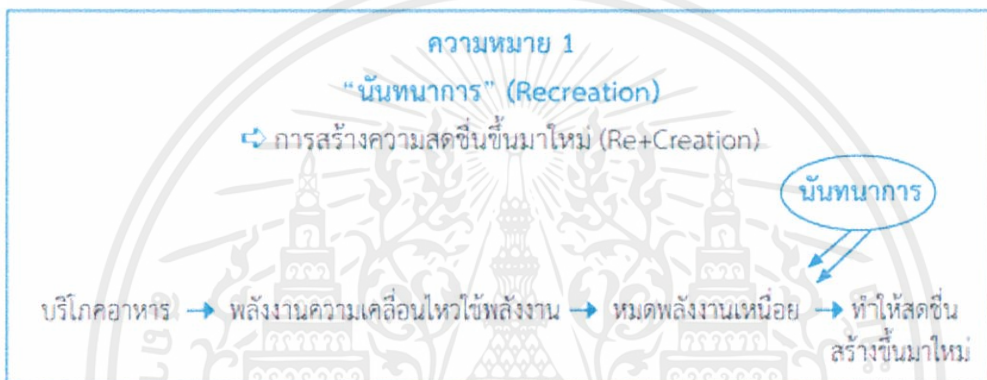 ความหมาย 1
“นันทนาการ” (Recreation)
➪ การสร้างความสดชื่นขึ้นมาใหม่ (Re+Creation)
นันทนาการ
บริโภคอาหาร → พลังงานความเคลื่อนไหวใช้พลังงาน → หมดพลังงานเหนื่อย → ทำให้สดชื่น
สร้างขึ้นมาใหม่